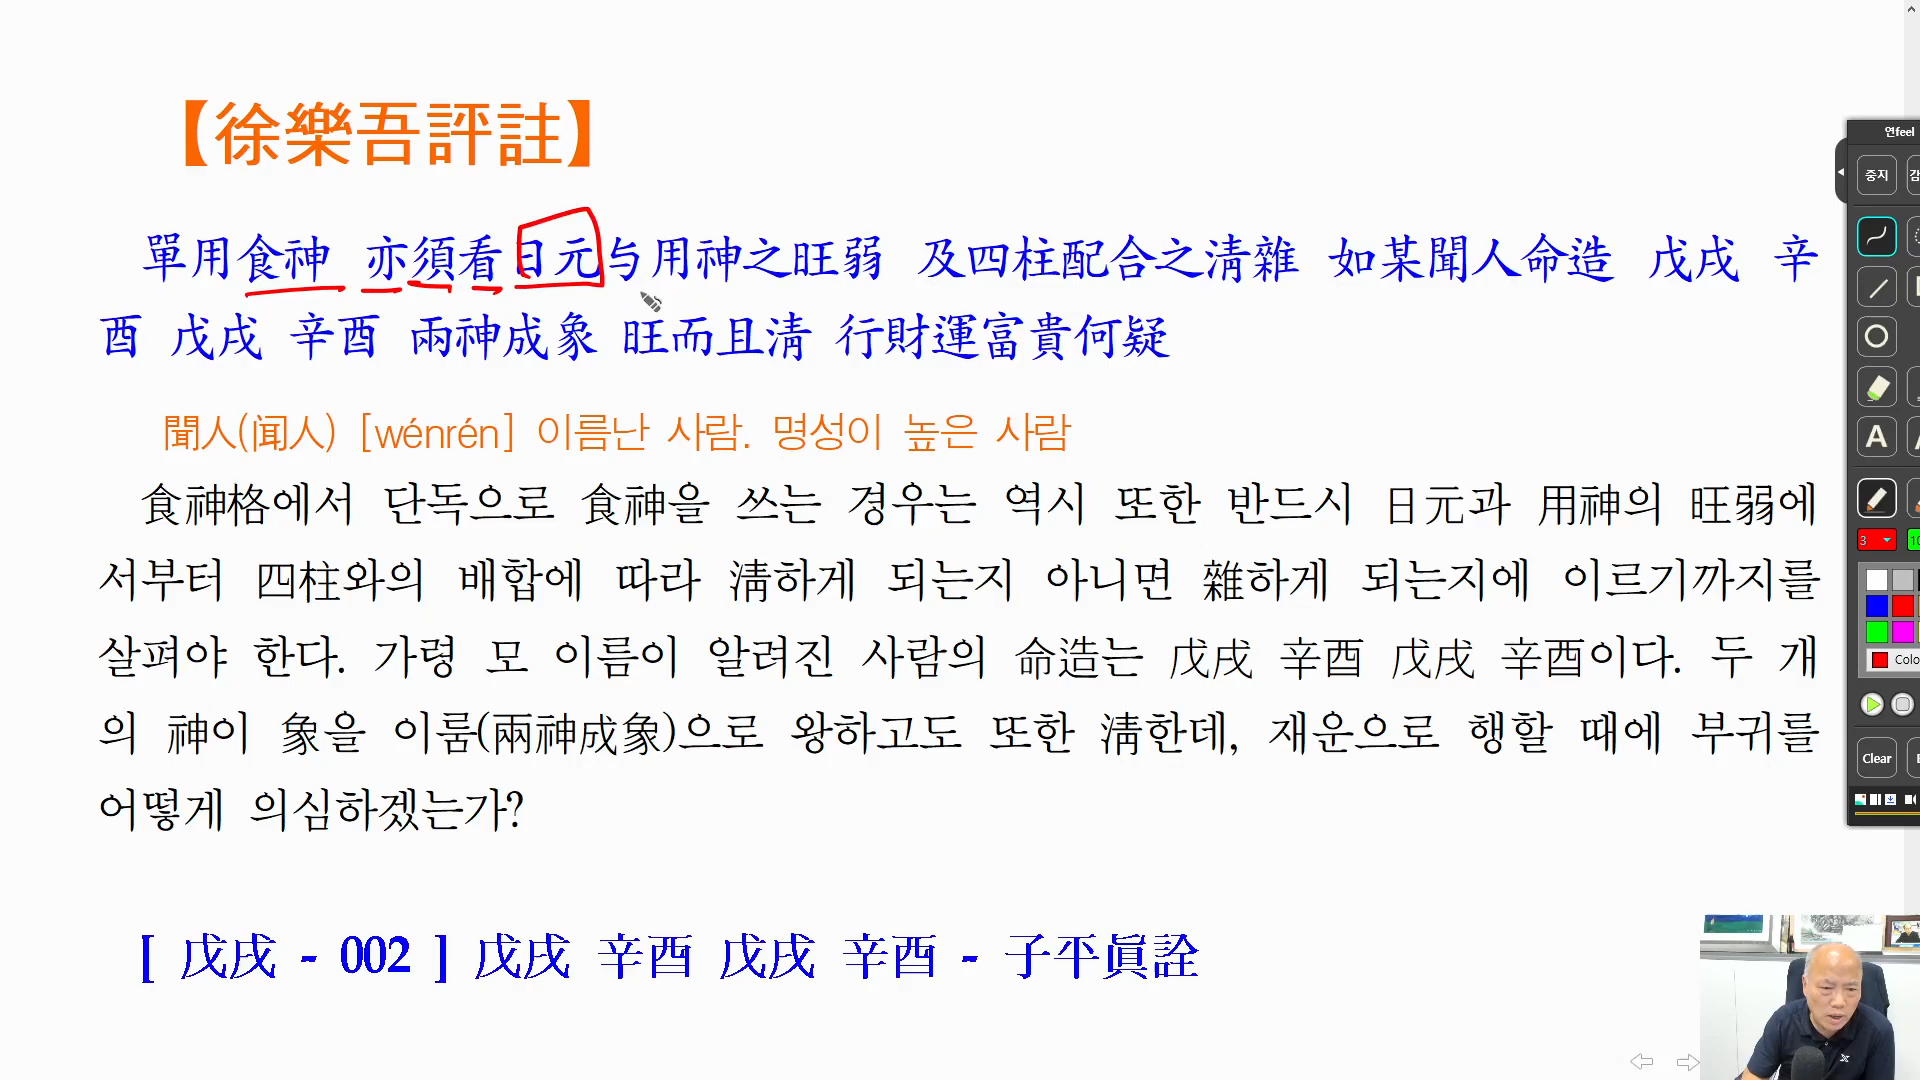 【徐樂吾評註】
單用食神 亦須看日元与用神之旺弱 及四柱配合之淸雜 如某聞人命造 戊戌 辛
酉 戊戌 辛酉 兩神成象 旺而且淸 行財運富貴何疑
聞人(闻人) [wénrén] 이름난 사람. 명성이 높은 사람
食神格에서 단독으로 食神을 쓰는 경우는 역시 또한 반드시 日元과 用神의 旺弱에
서부터 四柱와의 배합에 따라 淸하게 되는지 아니면 雜하게 되는지에 이르기까지를
살펴야 한다. 가령 모 이름이 알려진 사람의 命造는 戊戌 辛酉 戊戌 辛酉이다. 두 개
의 神이 象을 이룸(兩神成象)으로 왕하고도 또한 淸한데, 재운으로 행할 때에 부귀를
어떻게 의심하겠는가?
[ 戊戌 - 002 ] 戊戌 辛酉 戊戌 辛酉 - 子平眞詮
연feel
중지
A
3
10
Colo
Clear